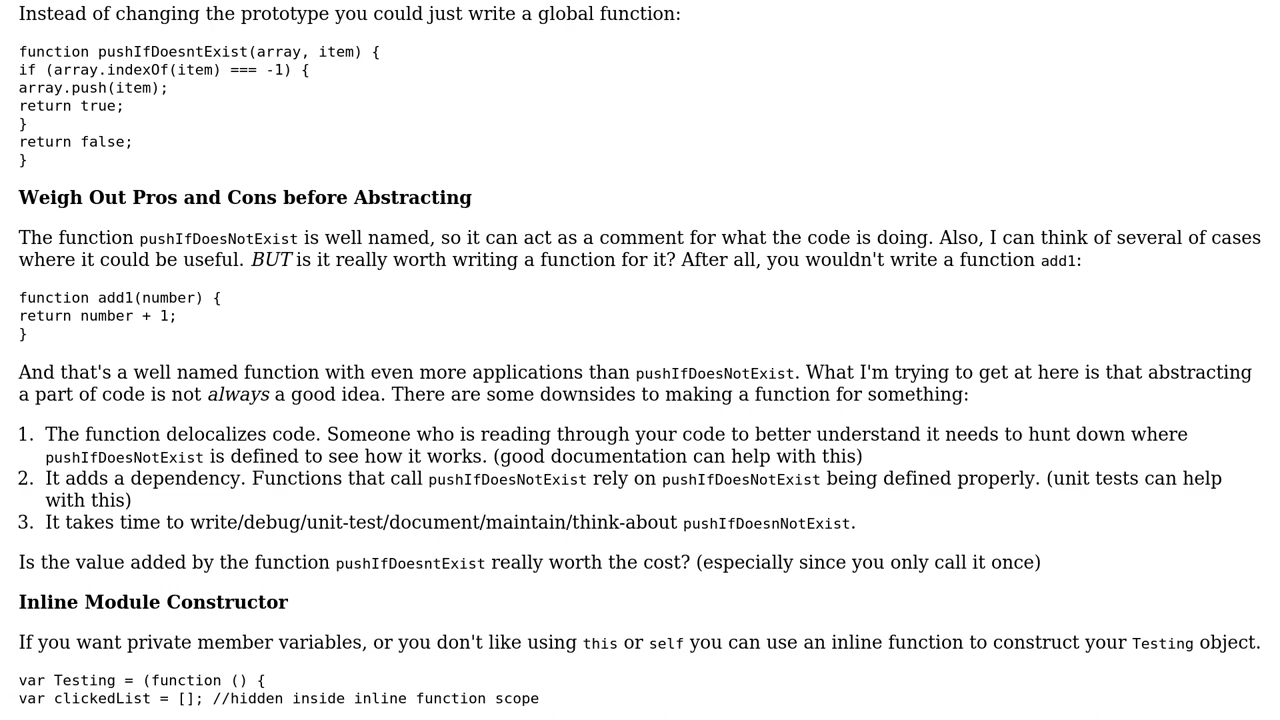 Instead of changing the prototype you could just write a global function:
function pushIfDoesntExist(array, item) {
if (array.indexOf(item) === -1) {
array.push(item);
return true;
}
return false;
}
Weigh Out Pros and Cons before Abstracting
The function pushIfDoesNotExist is well named, so it can act as a comment for what the code is doing. Also, I can think of several of cases
where it could be useful. BUT is it really worth writing a function for it? After all, you wouldn't write a function add1:
function add1(number) {
return number + 1;
}
And that's a well named function with even more applications than pushIfDoesNotExist. What I'm trying to get at here is that abstracting
a part of code is not always a good idea. There are some downsides to making a function for something:
1. The function delocalizes code. Someone who is reading through your code to better understand it needs to hunt down where
pushIfDoesNotExist is defined to see how it works. (good documentation can help with this)
2. It adds a dependency. Functions that call pushIfDoesNotExist rely on pushIfDoesNotExist being defined properly. (unit tests can help
with this)
3. It takes time to write/debug/unit-test/document/maintain/think-about pushIfDoesnNotExist.
Is the value added by the function pushIfDoesntExist really worth the cost? (especially since you only call it once)
Inline Module Constructor
If you want private member variables, or you don't like using this or self you can use an inline function to construct your Testing object.
var Testing = (function () {
var clickedList = []; //hidden inside inline function scope